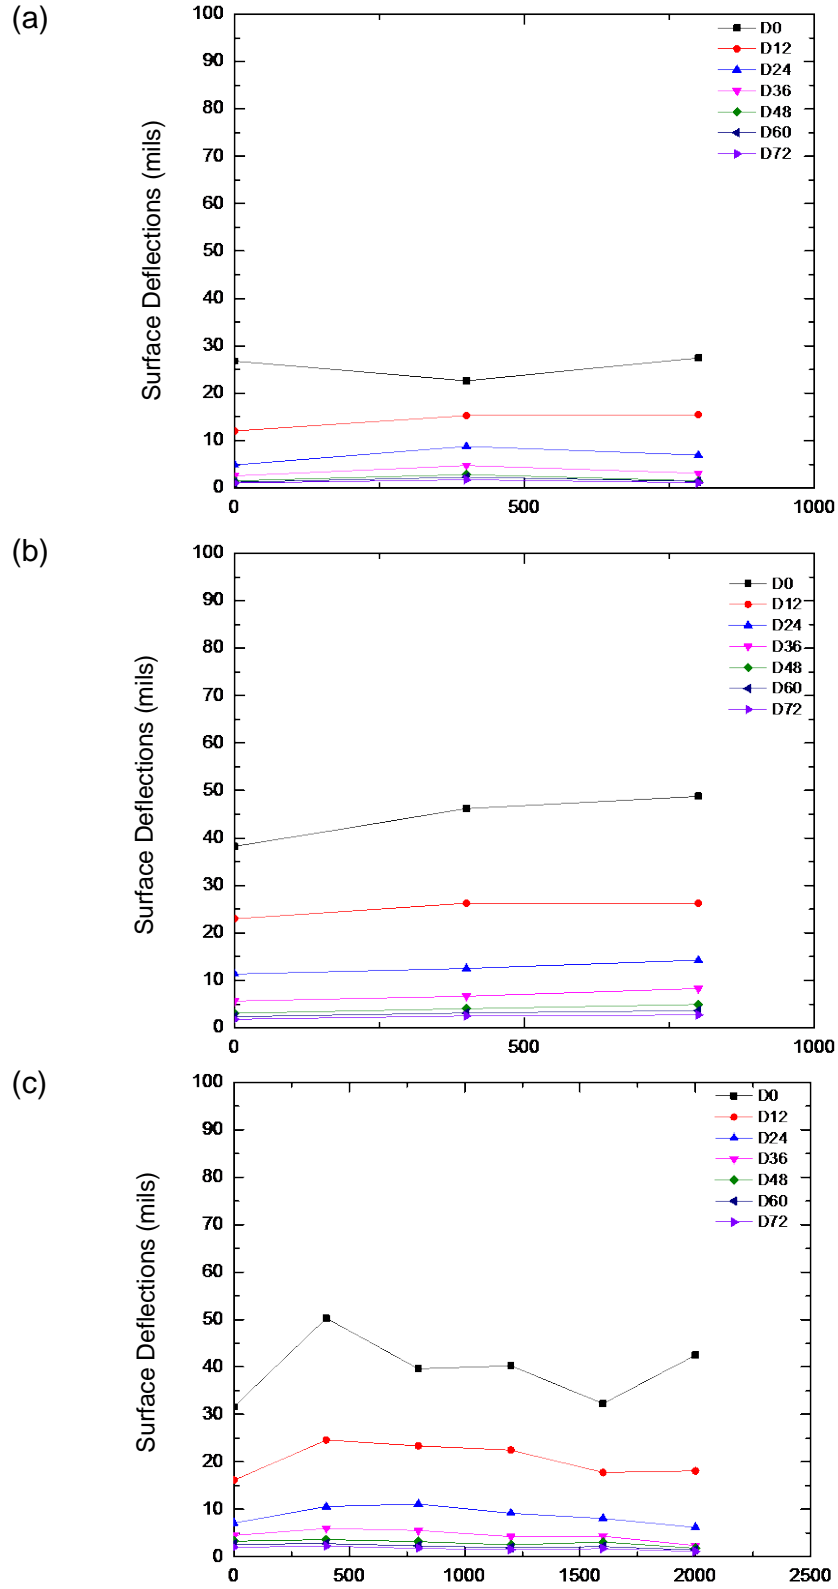 (a)
100
90
80
70
60
50
40
30
20
10
0
Surface Deflections (mils)
D0
D12
D24
D36
D48
D60
D72
0 500 1000
(b)
100
90
80
70
60
50
40
30
20
10
0
Surface Deflections (mils)
D0
D12
D24
D36
D48
D60
D72
0 500 1000
(c)
100
90
80
70
60
50
40
30
20
10
0
Surface Deflections (mils)
D0
D12
D24
D36
D48
D60
D72
0 500 1000 1500 2000 2500